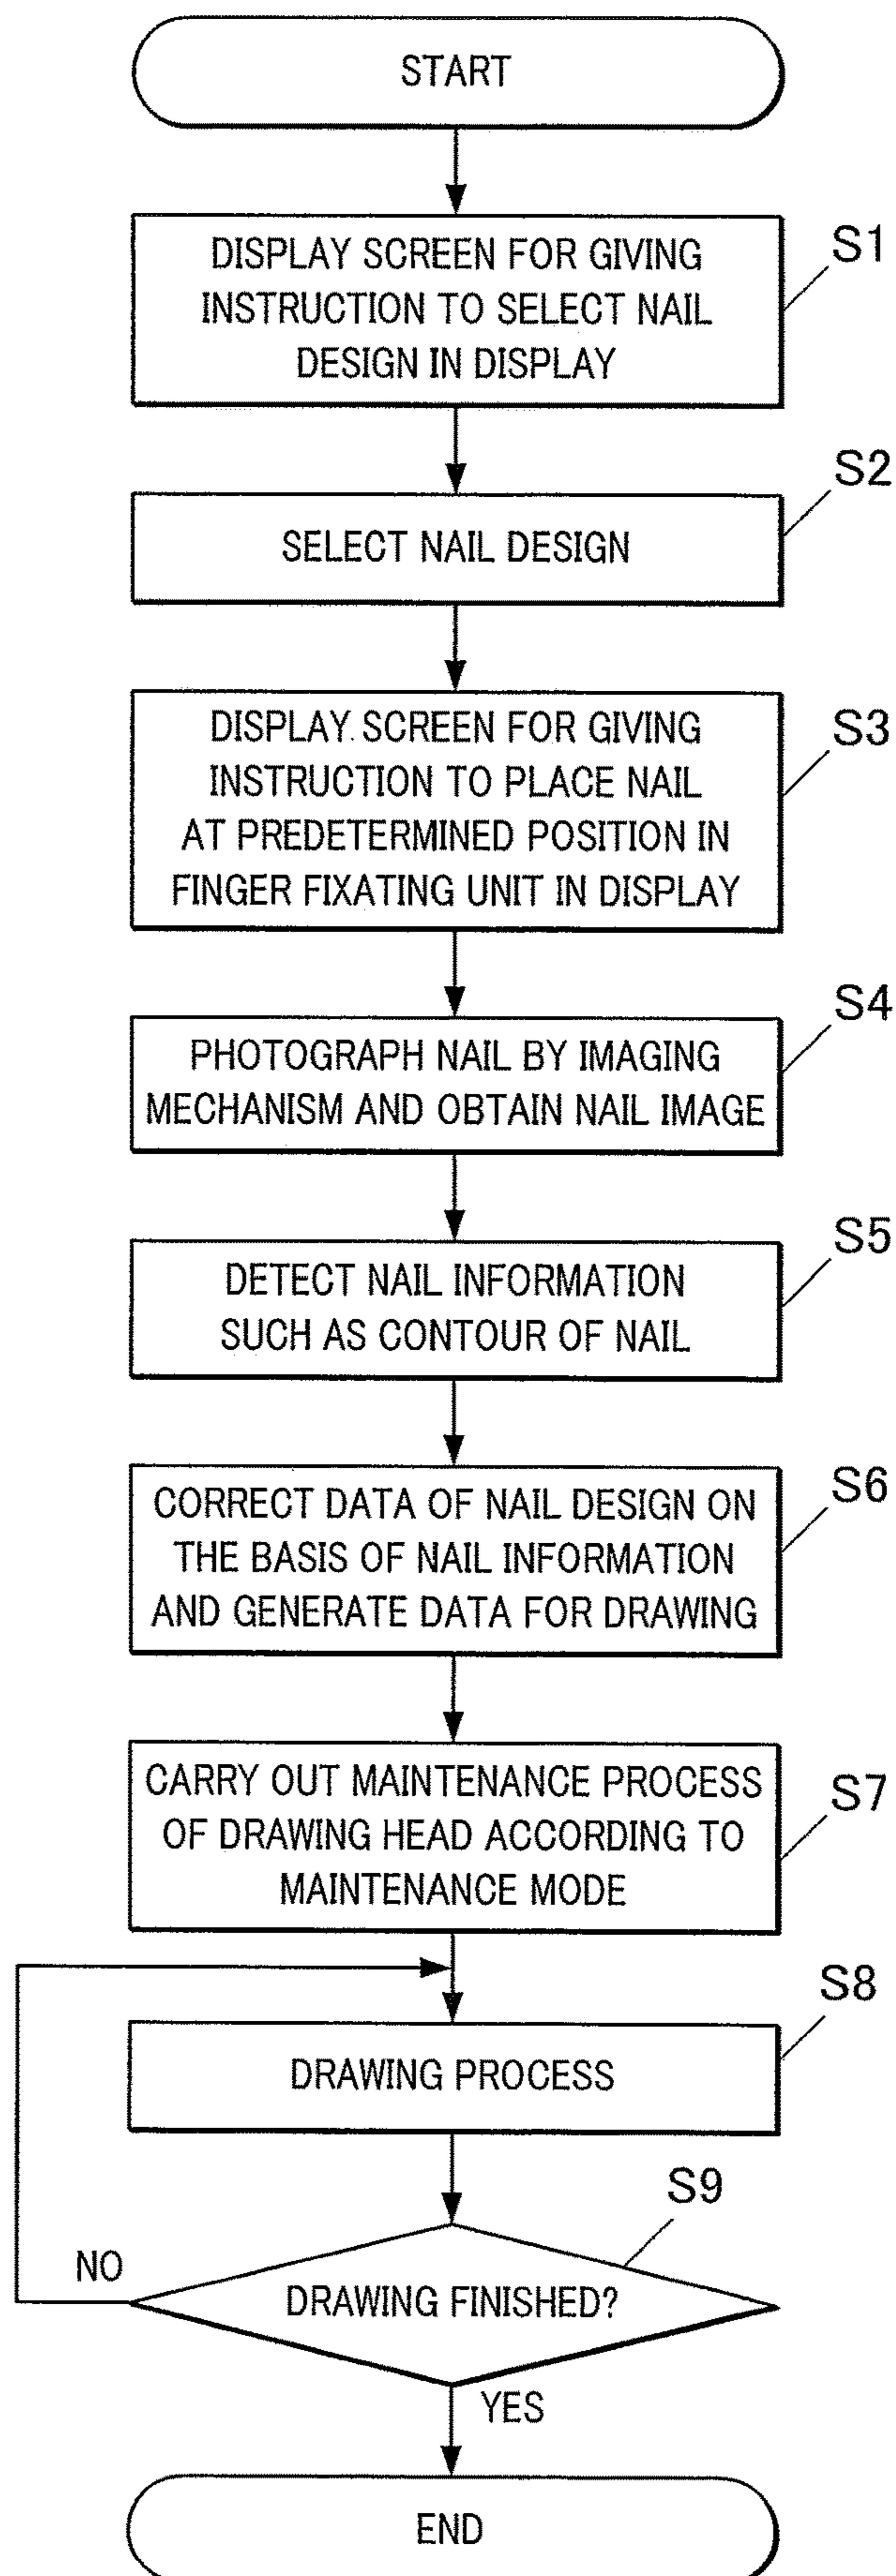 START
DISPLAY SCREEN FOR GIVING
INSTRUCTION TO SELECT NAIL
DESIGN IN DISPLAY
S1
SELECT NAIL DESIGN
S2
DISPLAY SCREEN FOR GIVING
INSTRUCTION TO PLACE NAIL
AT PREDETERMINED POSITION IN
FINGER FIXATING UNIT IN DISPLAY
S3
PHOTOGRAPH NAIL BY IMAGING
MECHANISM AND OBTAIN NAIL IMAGE
S4
DETECT NAIL INFORMATION
SUCH AS CONTOUR OF NAIL
S5
CORRECT DATA OF NAIL DESIGN ON
THE BASIS OF NAIL INFORMATION
AND GENERATE DATA FOR DRAWING
S6
CARRY OUT MAINTENANCE PROCESS
OF DRAWING HEAD ACCORDING TO
MAINTENANCE MODE
S7
DRAWING PROCESS
S8
DRAWING FINISHED?
S9
NO
YES
END